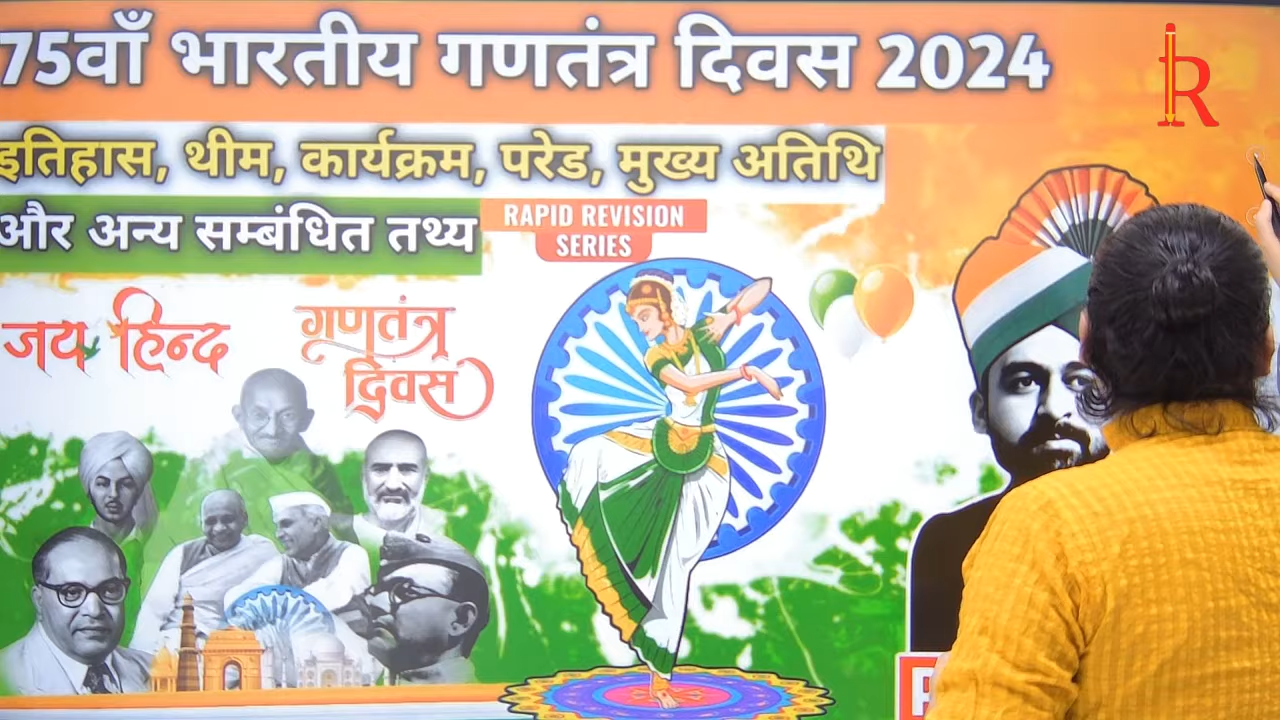 75वाँ भारतीय गणतंत्र दिवस 2024
इतिहास, थीम, कार्यक्रम, परेड, मुख्य अतिथि
और अन्य सम्बंधित तथ्य
RAPID REVISION
SERIES
जय हिन्द
गणतंत्र
दिवस
R